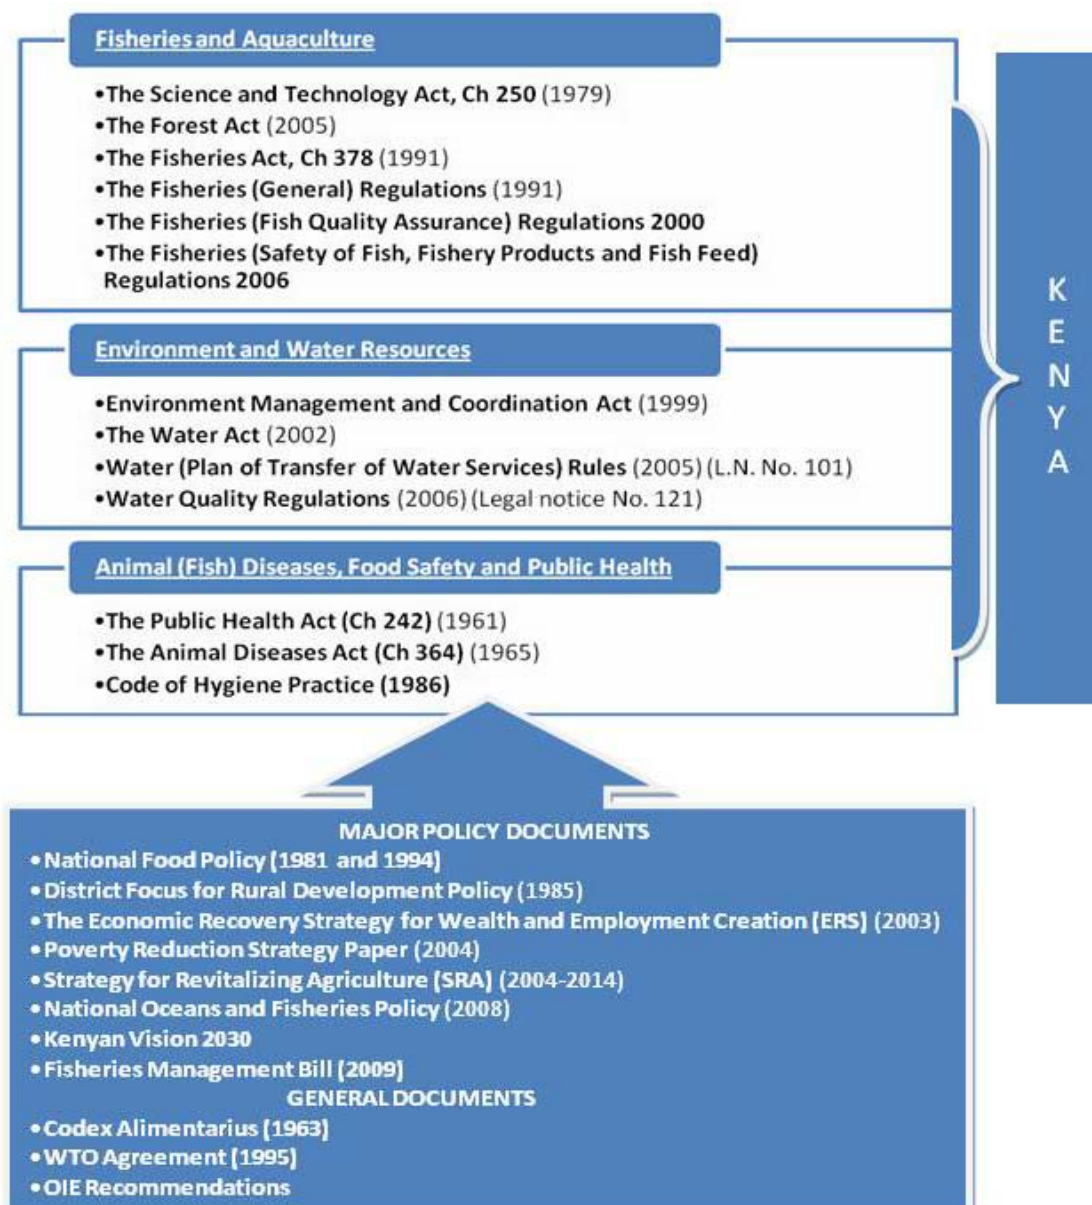 Fisheries and Aquaculture
•The Science and Technology Act, Ch 250 (1979)
•The Forest Act (2005)
•The Fisheries Act, Ch 378 (1991)
•The Fisheries (General) Regulations (1991)
•The Fisheries (Fish Quality Assurance) Regulations 2000
•The Fisheries (Safety of Fish, Fishery Products and Fish Feed)
Regulations 2006
Environment and Water Resources
•Environment Management and Coordination Act (1999)
•The Water Act (2002)
•Water (Plan of Transfer of Water Services) Rules (2005) (L.N. No. 101)
•Water Quality Regulations (2006) (Legal notice No. 121)
Animal (Fish) Diseases, Food Safety and Public Health
•The Public Health Act (Ch 242) (1961)
•The Animal Diseases Act (Ch 364) (1965)
•Code of Hygiene Practice (1986)
K
E
N
Y
A
MAJOR POLICY DOCUMENTS
•National Food Policy (1981 and 1994)
•District Focus for Rural Development Policy (1985)
•The Economic Recovery Strategy for Wealth and Employment Creation (ERS) (2003)
•Poverty Reduction Strategy Paper (2004)
•Strategy for Revitalizing Agriculture (SRA) (2004-2014)
•National Oceans and Fisheries Policy (2008)
•Kenyan Vision 2030
•Fisheries Management Bill (2009)
GENERAL DOCUMENTS
•Codex Alimentarius (1963)
•WTO Agreement (1995)
•OIE Recommendations